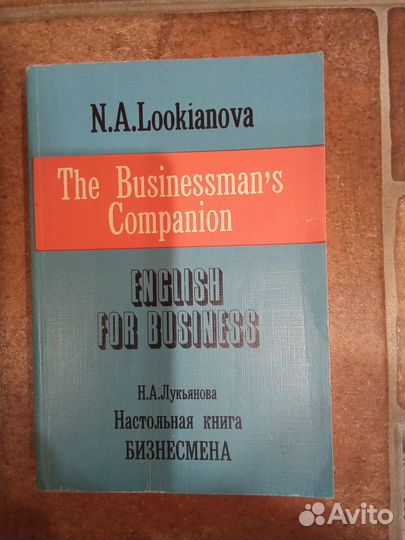 N.A.Lookianova
The Businessman's
Companion
ENGLISH
FOR BUSINESS
Н.А.Лукьянова
Настольная книга
БИЗНЕСМЕНА
Avito